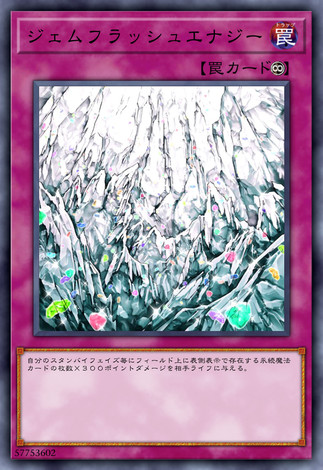 ジェムフラッシュエナジー
罠
トラップ
【罠カード】
自分のスタンバイフェイズ毎にフィールド上に表側表示で存在する永続魔法
カードの枚数×300ポイントダメージを相手ライフに与える。
57753602